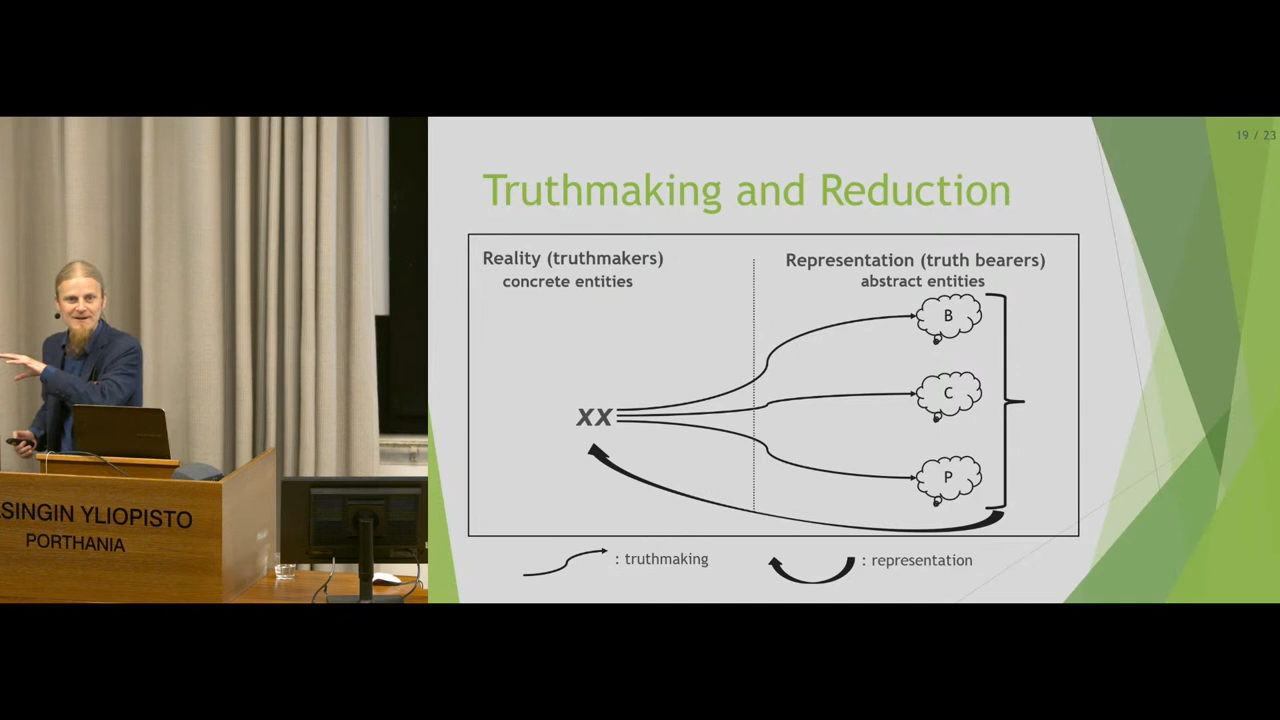 19 / 23
Truthmaking and Reduction
Reality (truthmakers)
concrete entities
Representation (truth bearers)
abstract entities
B
C
P
xx
: truthmaking
: representation
SINGIN YLIOPISTO
PORTHANIA